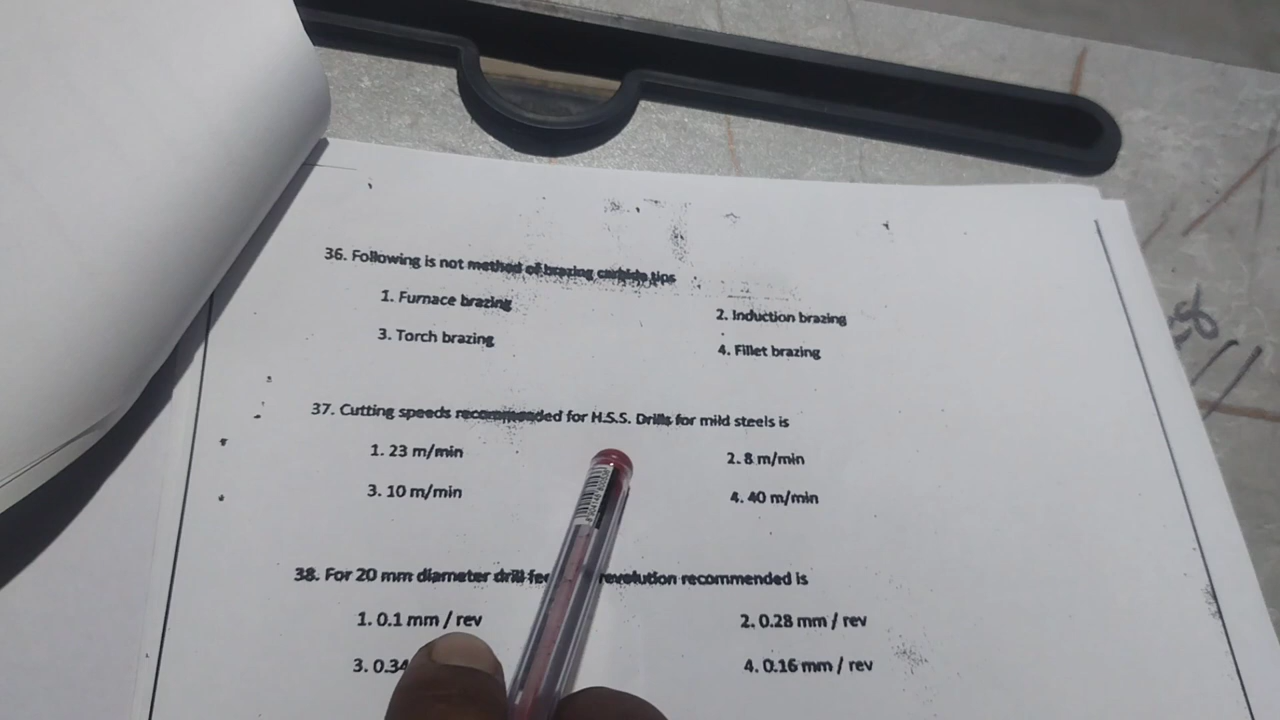 36. Following is not method of brazing carbide tips
1. Furnace brazing
2. Induction brazing
3. Torch brazing
4. Fillet brazing
37. Cutting speeds recommended for H.S.S. Drills for mild steels is
1. 23 m/min
2. 8 m/min
3. 10 m/min
4. 40 m/min
38. For 20 mm diameter drill revolution recommended is
1. 0.1 mm / rev
2. 0.28 mm / rev
3. 0.34
4. 0.16 mm / rev